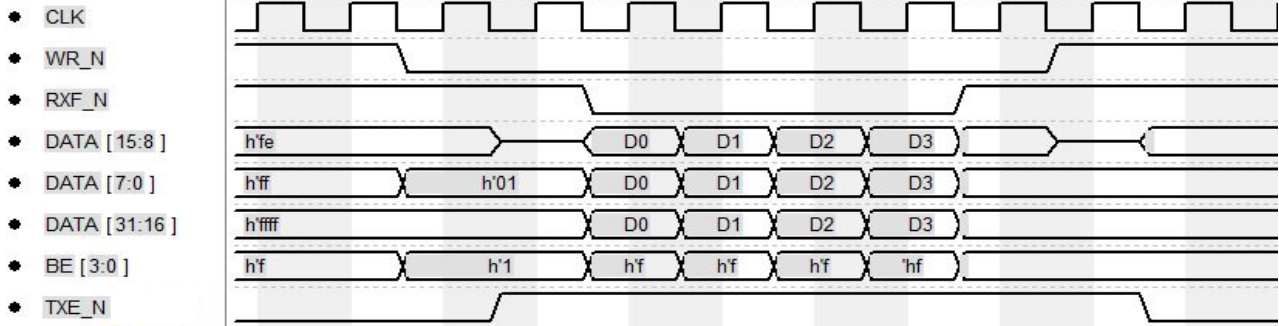 CLK
WR_N
RXF_N
DATA [ 15:8 ] h'fe D0 D1 D2 D3
DATA [ 7:0 ] h'ff h'01 D0 D1 D2 D3
DATA [ 31:16 ] h'ffff D0 D1 D2 D3
BE [ 3:0 ] h'f h'1 h'f h'f h'f 'hf
TXE_N